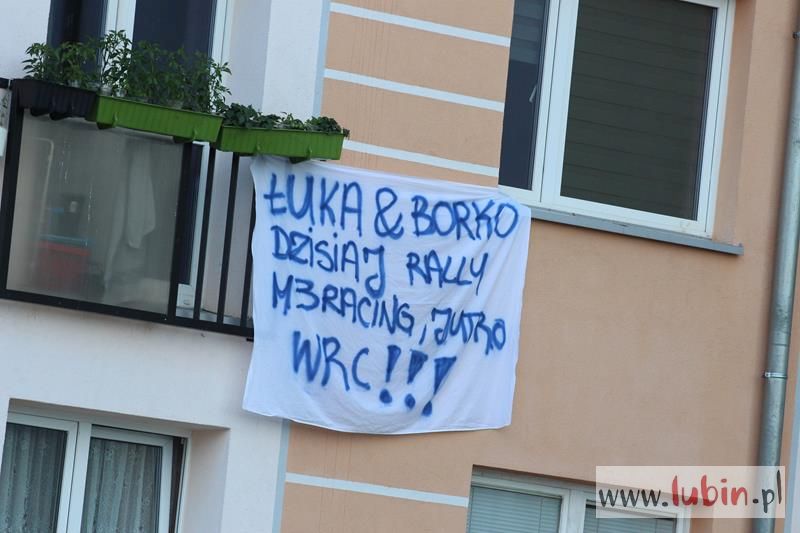 ŁUKA & BORKO
DZISIAJ RALLY
M3RACING, JUTRO
WRC!!!
www.lubin.pl